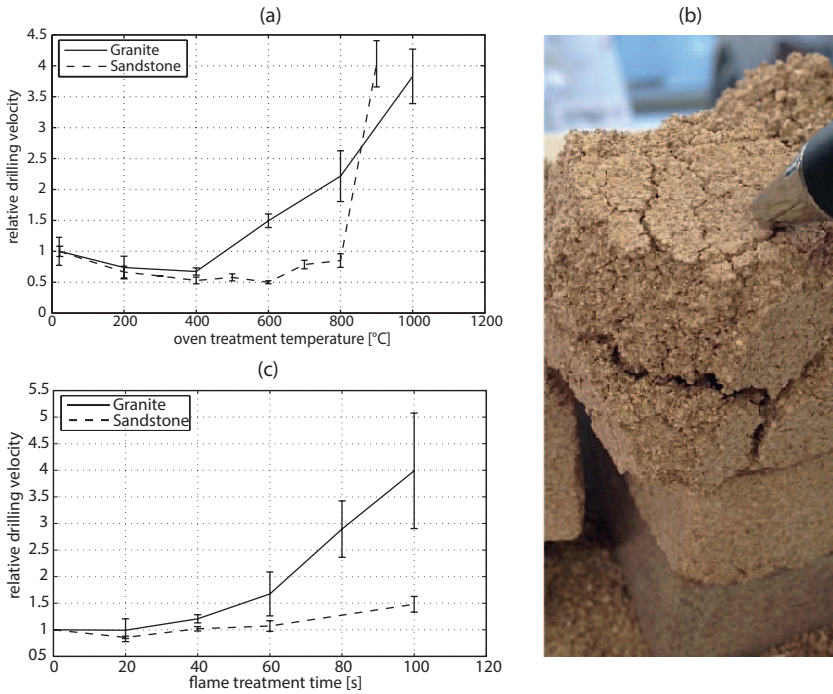 (a)
4.5
4
3.5
3
2.5
2
1.5
1
0.5
0
Granite
Sandstone
relative drilling velocity
0 200 400 600 800 1000 1200
oven treatment temperature [°C]
(b)
(c)
5.5
5
4.5
4
3.5
3
2.5
2
1.5
1
05
Granite
Sandstone
relative drilling velocity
0 20 40 60 80 100 120
flame treatment time [s]